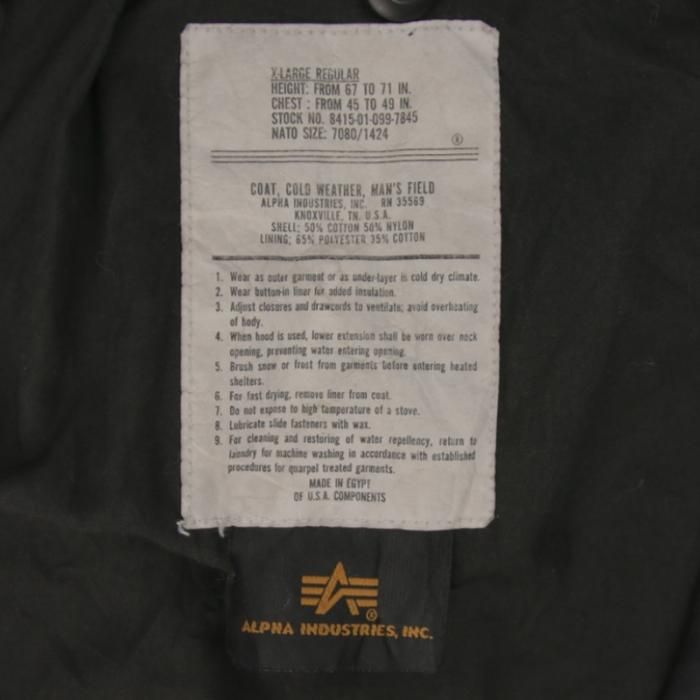 X-LARGE REGULAR
HEIGHT: FROM 67 TO 71 IN.
CHEST : FROM 45 TO 49 IN.
STOCK NO. 8415-01-099-7845
NATO SIZE: 7080/1424
®
COAT, COLD WEATHER, MAN'S FIELD
ALPHA INDUSTRIES, INC. RN 35569
KNOXVILLE, TN. U.S.A.
SHELL: 50% COTTON 50% NYLON
LINING: 65% POLYESTER 35% COTTON
1. Wear as outer garment or as under-layer is cold dry climate.
2. Wear button-in liner for added insulation.
3. Adjust closures and drawcords to ventilate; avoid overheating
of body.
4. When hood is used, lower extension shall be worn over neck
opening, preventing water entering opening.
5. Brush snow or frost from garments before entering heated
shelters.
6. For fast drying, remove liner from coat.
7. Do not expose to high temperature of a stove.
8. Lubricate slide fasteners with wax.
9. For cleaning and restoring of water repellency, return to
laundry for machine washing in accordance with established
procedures for quarpel treated garments.
MADE IN EGYPT
OF U.S.A. COMPONENTS
®
ALPHA INDUSTRIES, INC.